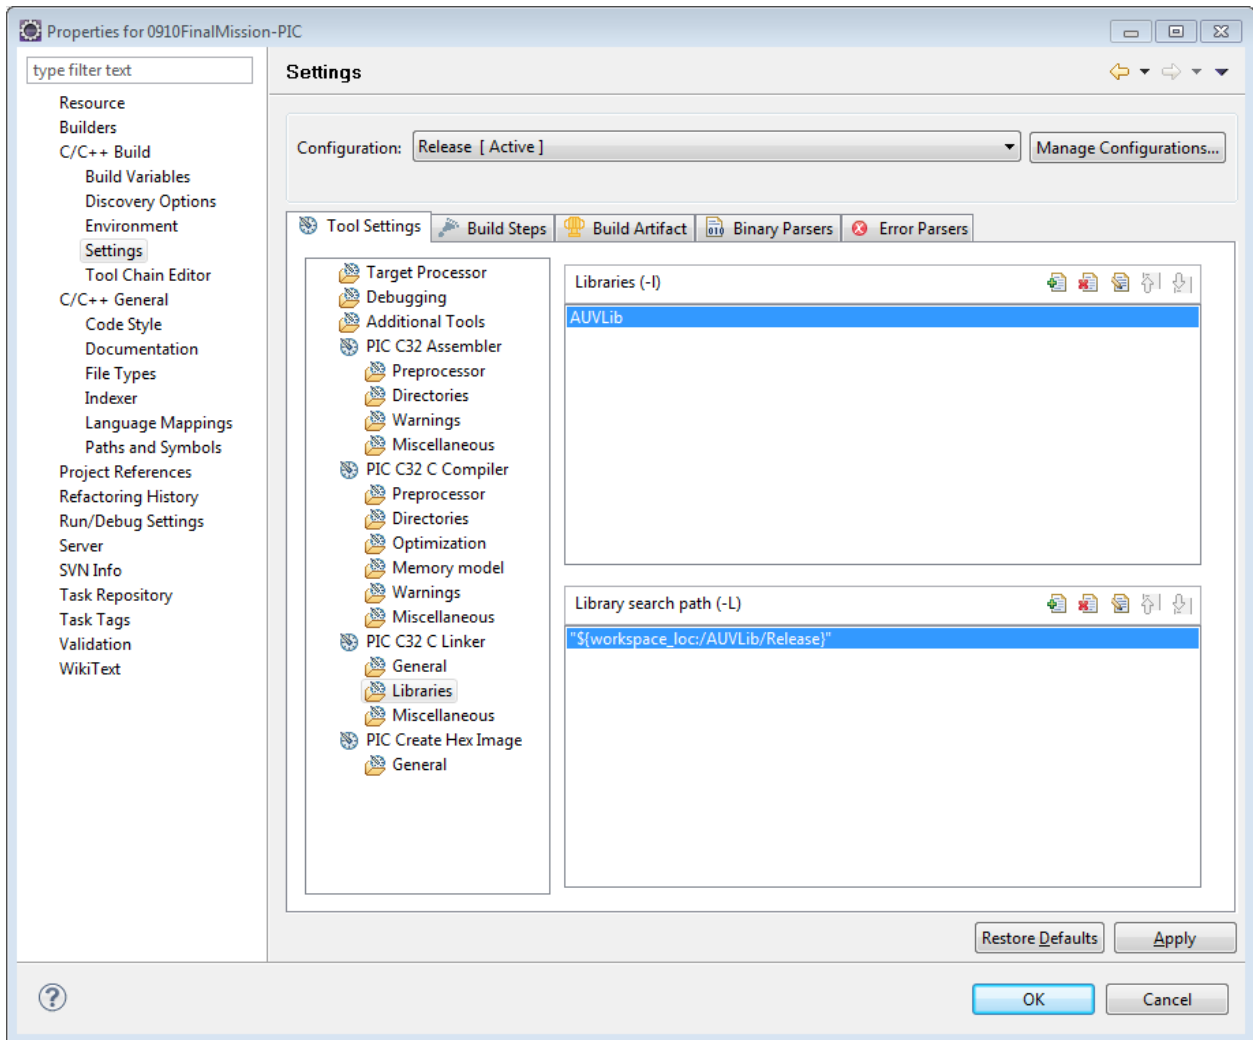 Properties for 0910FinalMission-PIC
type filter text
Resource
Builders
C/C++ Build
Build Variables
Discovery Options
Environment
Settings
Tool Chain Editor
C/C++ General
Code Style
Documentation
File Types
Indexer
Language Mappings
Paths and Symbols
Project References
Refactoring History
Run/Debug Settings
Server
SVN Info
Task Repository
Task Tags
Validation
WikiText
Settings
Configuration: Release [ Active ] Manage Configurations...
Tool Settings Build Steps Build Artifact 010 Binary Parsers Error Parsers
Target Processor
Debugging
Additional Tools
PIC C32 Assembler
Preprocessor
Directories
Warnings
Miscellaneous
PIC C32 C Compiler
Preprocessor
Directories
Optimization
Memory model
Warnings
Miscellaneous
PIC C32 C Linker
General
Libraries
Miscellaneous
PIC Create Hex Image
General
Libraries (-l)
AUVLib
Library search path (-L)
"${workspace_loc:/AUVLib/Release}"
Restore Defaults Apply
? OK Cancel